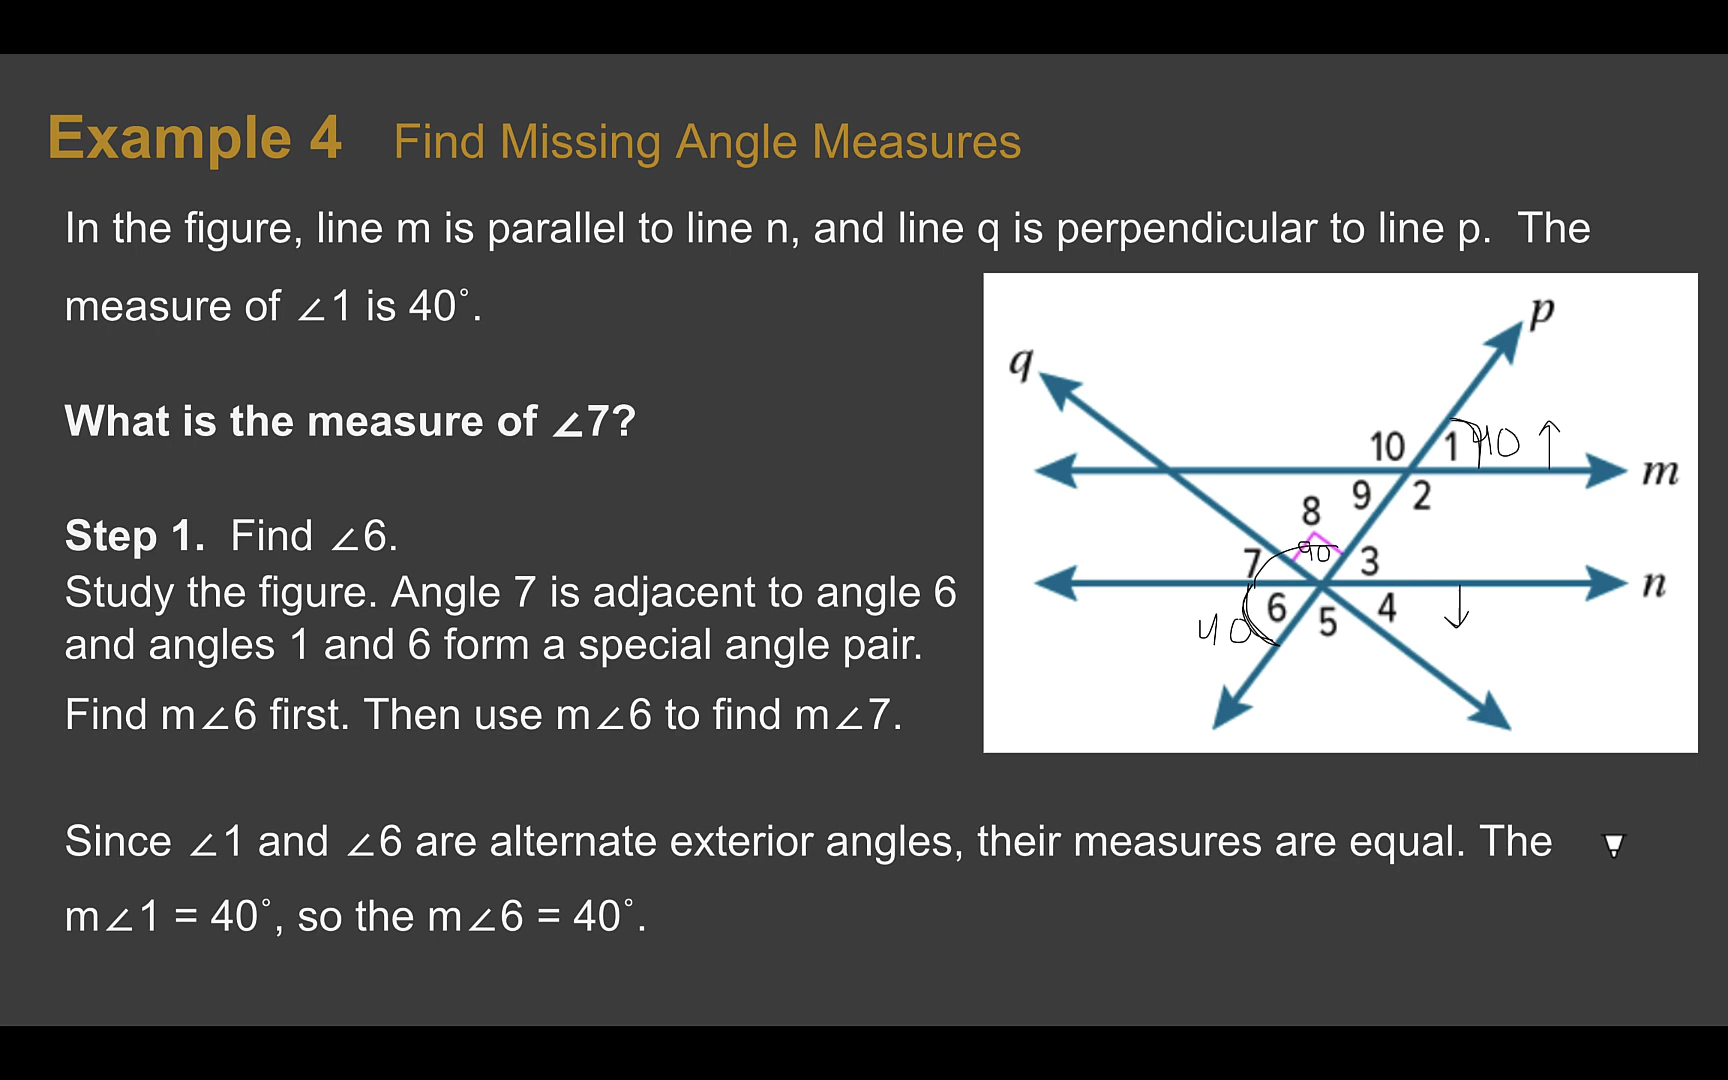 Example 4 Find Missing Angle Measures
In the figure, line m is parallel to line n, and line q is perpendicular to line p. The
measure of ∠1 is 40°.
What is the measure of ∠7?
Step 1. Find ∠6.
Study the figure. Angle 7 is adjacent to angle 6
and angles 1 and 6 form a special angle pair.
Find m∠6 first. Then use m∠6 to find m∠7.
p
q
10 1 40
m
9 2
8
7 90 3
n
6 5 4
40
Since ∠1 and ∠6 are alternate exterior angles, their measures are equal. The
m∠1 = 40°, so the m∠6 = 40°.